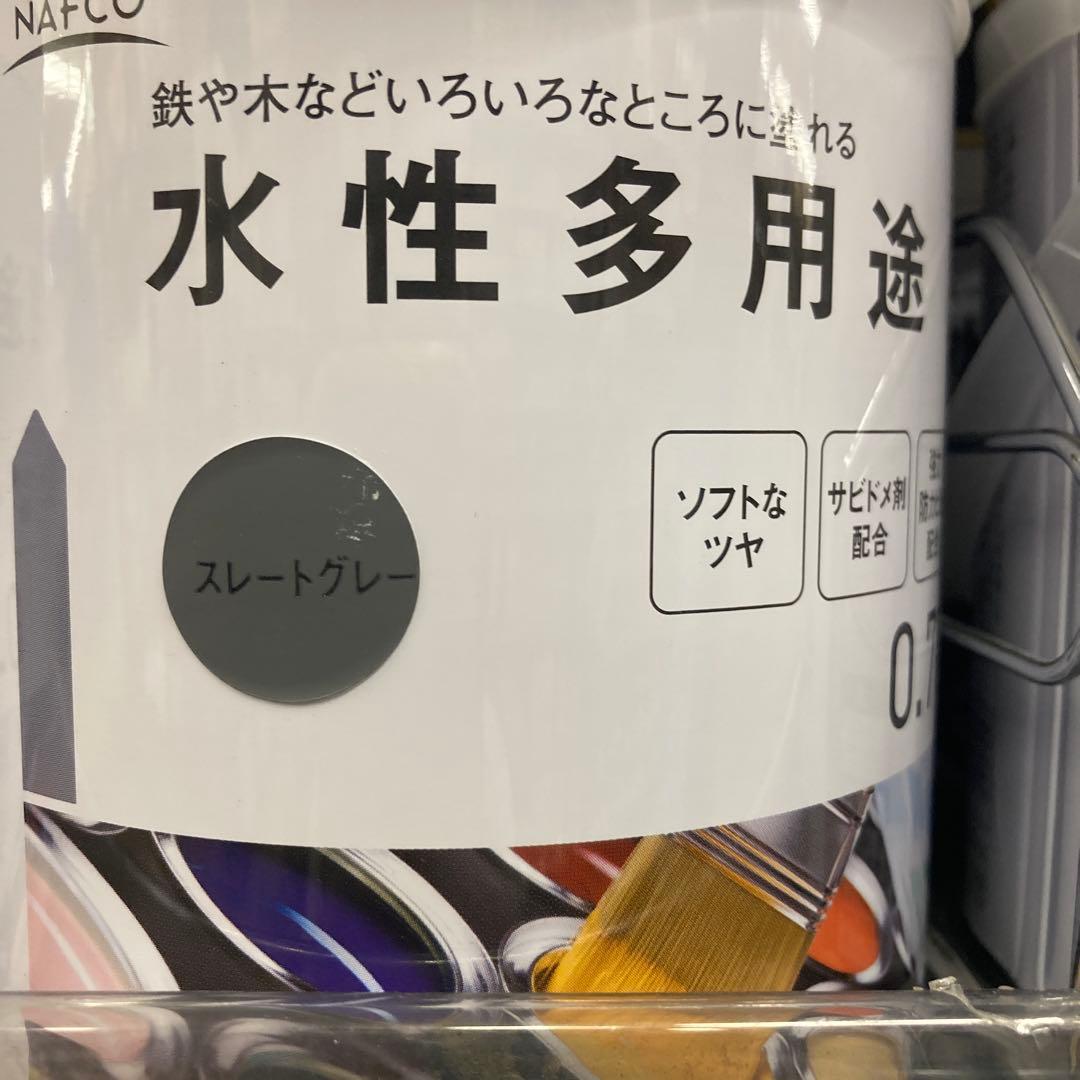 NAFCO
鉄や木などいろいろなところに塗れる
水性多用途
スレートグレー
ソフトな
ツヤ
サビドメ剤
配合
0.7